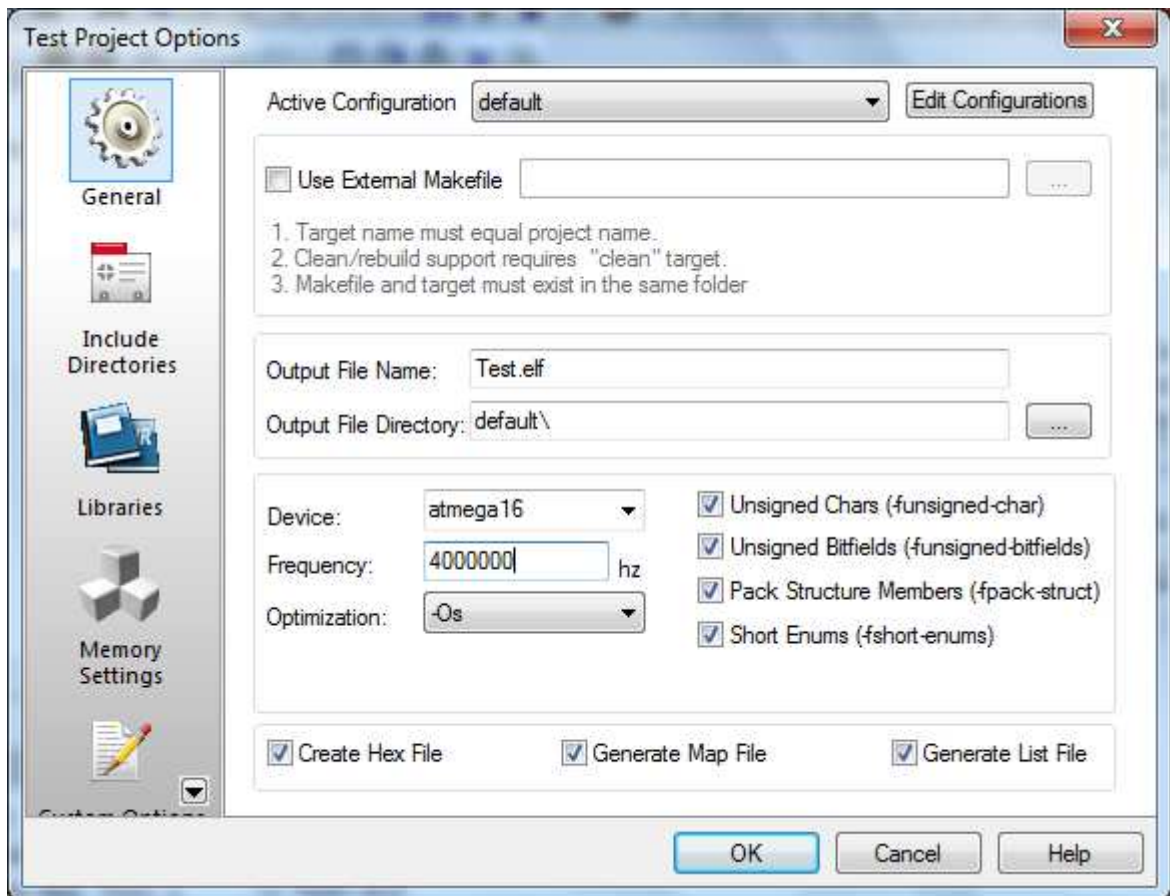 Test Project Options
General
Include
Directories
Libraries
Memory
Settings
Custom Options
Active Configuration default Edit Configurations
Use External Makefile ...
1. Target name must equal project name.
2. Clean/rebuild support requires "clean" target.
3. Makefile and target must exist in the same folder
Output File Name: Test.elf
Output File Directory: default\ ...
Device: atmega16
Frequency: 4000000 hz
Optimization: -Os
Unsigned Chars (-funsigned-char)
Unsigned Bitfields (-funsigned-bitfields)
Pack Structure Members (-fpack-struct)
Short Enums (-fshort-enums)
Create Hex File Generate Map File Generate List File
OK Cancel Help